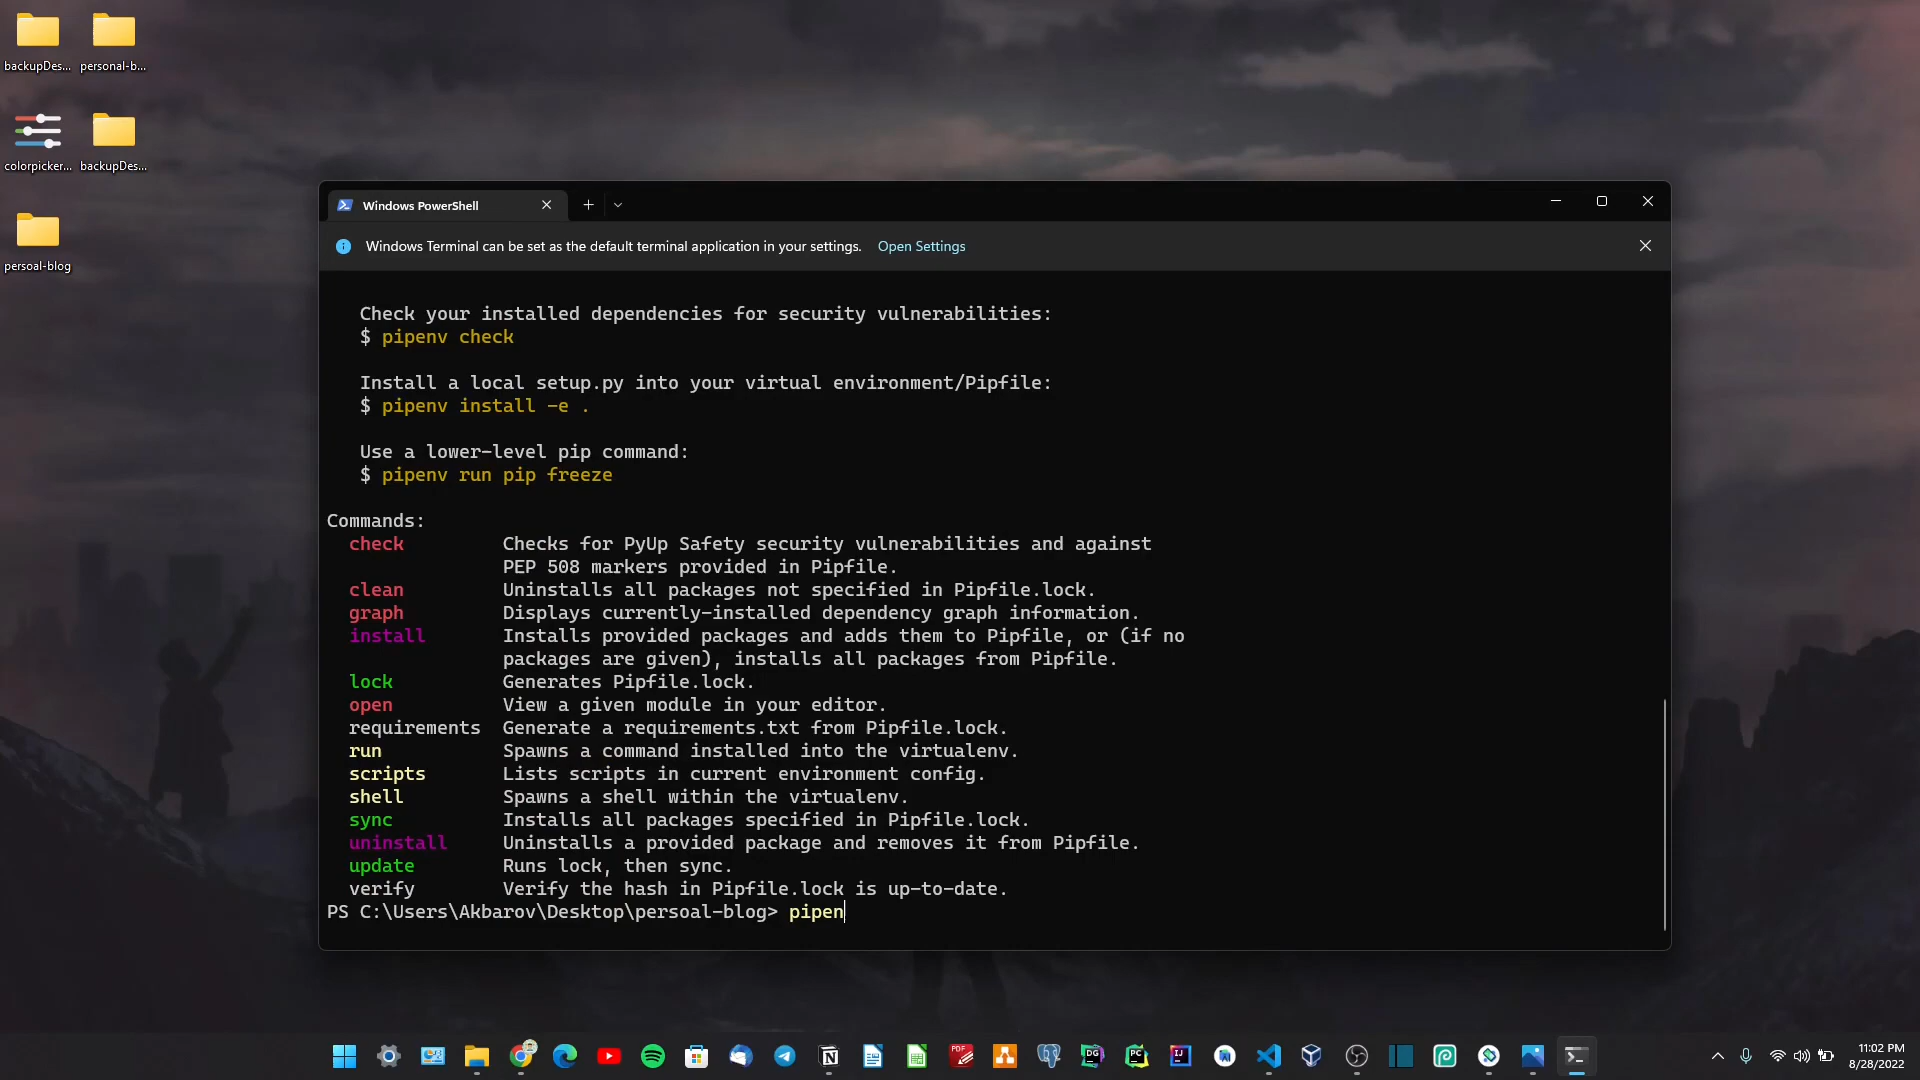 backupDes...
personal-b...
colorpicker...
backupDes...
persoal-blog
Windows PowerShell
Windows Terminal can be set as the default terminal application in your settings. Open Settings
Check your installed dependencies for security vulnerabilities:
$ pipenv check
Install a local setup.py into your virtual environment/Pipfile:
$ pipenv install -e .
Use a lower-level pip command:
$ pipenv run pip freeze
Commands:
check Checks for PyUp Safety security vulnerabilities and against
PEP 508 markers provided in Pipfile.
clean Uninstalls all packages not specified in Pipfile.lock.
graph Displays currently-installed dependency graph information.
install Installs provided packages and adds them to Pipfile, or (if no
packages are given), installs all packages from Pipfile.
lock Generates Pipfile.lock.
open View a given module in your editor.
requirements Generate a requirements.txt from Pipfile.lock.
run Spawns a command installed into the virtualenv.
scripts Lists scripts in current environment config.
shell Spawns a shell within the virtualenv.
sync Installs all packages specified in Pipfile.lock.
uninstall Uninstalls a provided package and removes it from Pipfile.
update Runs lock, then sync.
verify Verify the hash in Pipfile.lock is up-to-date.
PS C:\Users\Akbarov\Desktop\persoal-blog> pipen
PDF
DG
PC
IJ
11:02 PM
8/28/2022